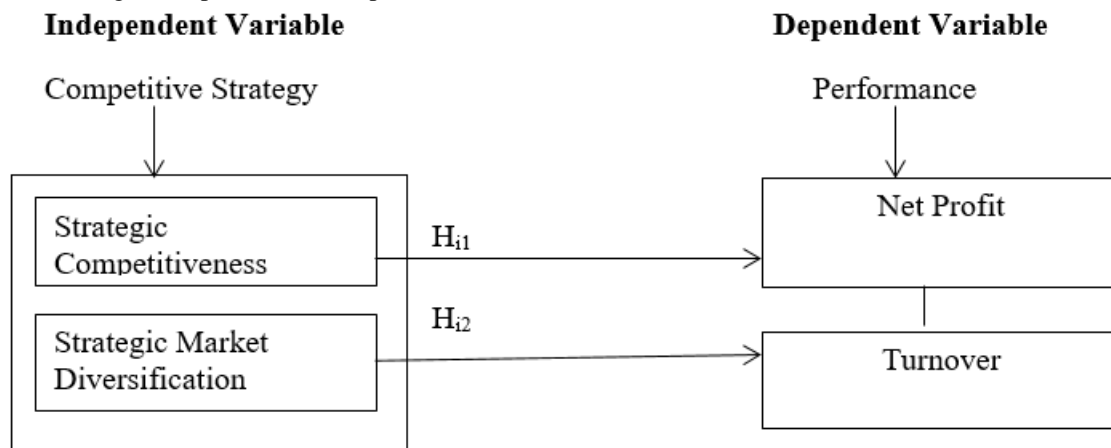 Independent Variable
Dependent Variable
Competitive Strategy
Performance
Strategic
Competitiveness
Hi1
Net Profit
Strategic Market
Diversification
Hi2
Turnover